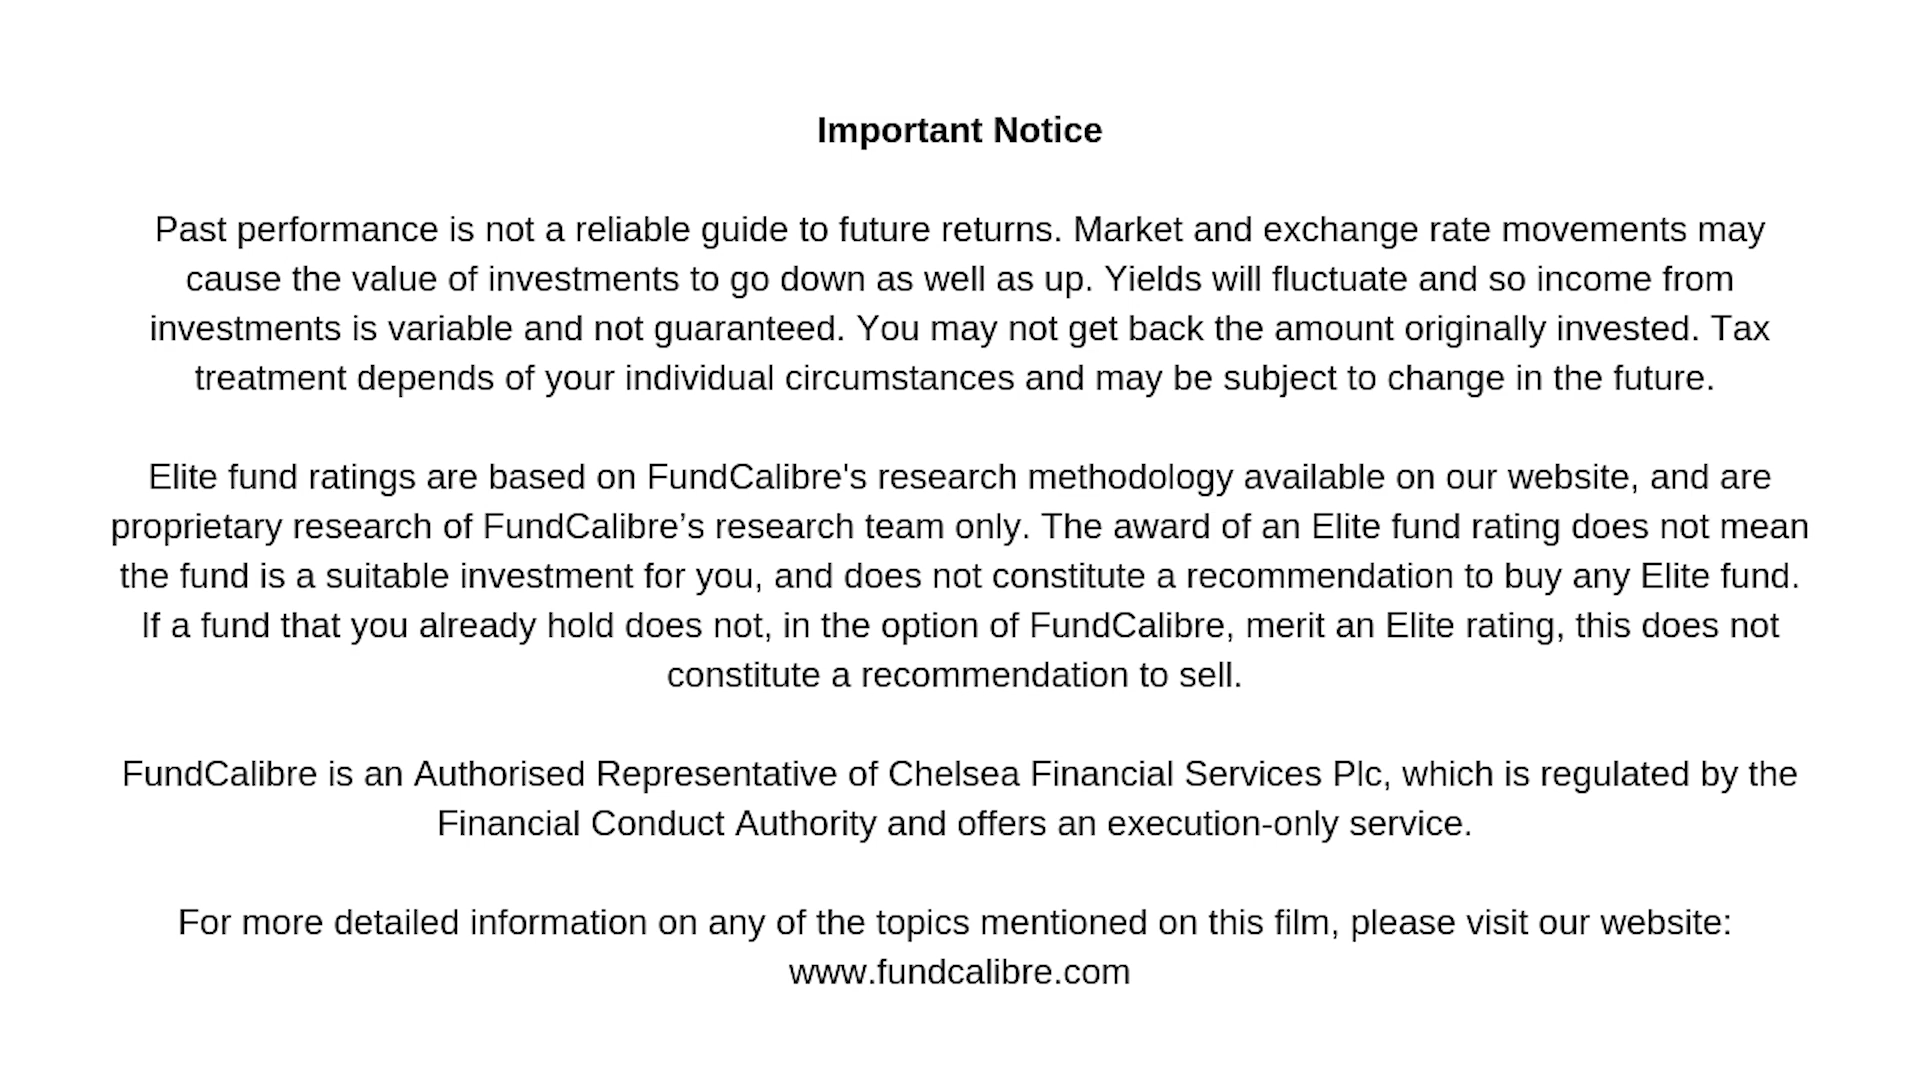 Important Notice
Past performance is not a reliable guide to future returns. Market and exchange rate movements may
cause the value of investments to go down as well as up. Yields will fluctuate and so income from
investments is variable and not guaranteed. You may not get back the amount originally invested. Tax
treatment depends of your individual circumstances and may be subject to change in the future.
Elite fund ratings are based on FundCalibre's research methodology available on our website, and are
proprietary research of FundCalibre’s research team only. The award of an Elite fund rating does not mean
the fund is a suitable investment for you, and does not constitute a recommendation to buy any Elite fund.
If a fund that you already hold does not, in the option of FundCalibre, merit an Elite rating, this does not
constitute a recommendation to sell.
FundCalibre is an Authorised Representative of Chelsea Financial Services Plc, which is regulated by the
Financial Conduct Authority and offers an execution-only service.
For more detailed information on any of the topics mentioned on this film, please visit our website:
www.fundcalibre.com